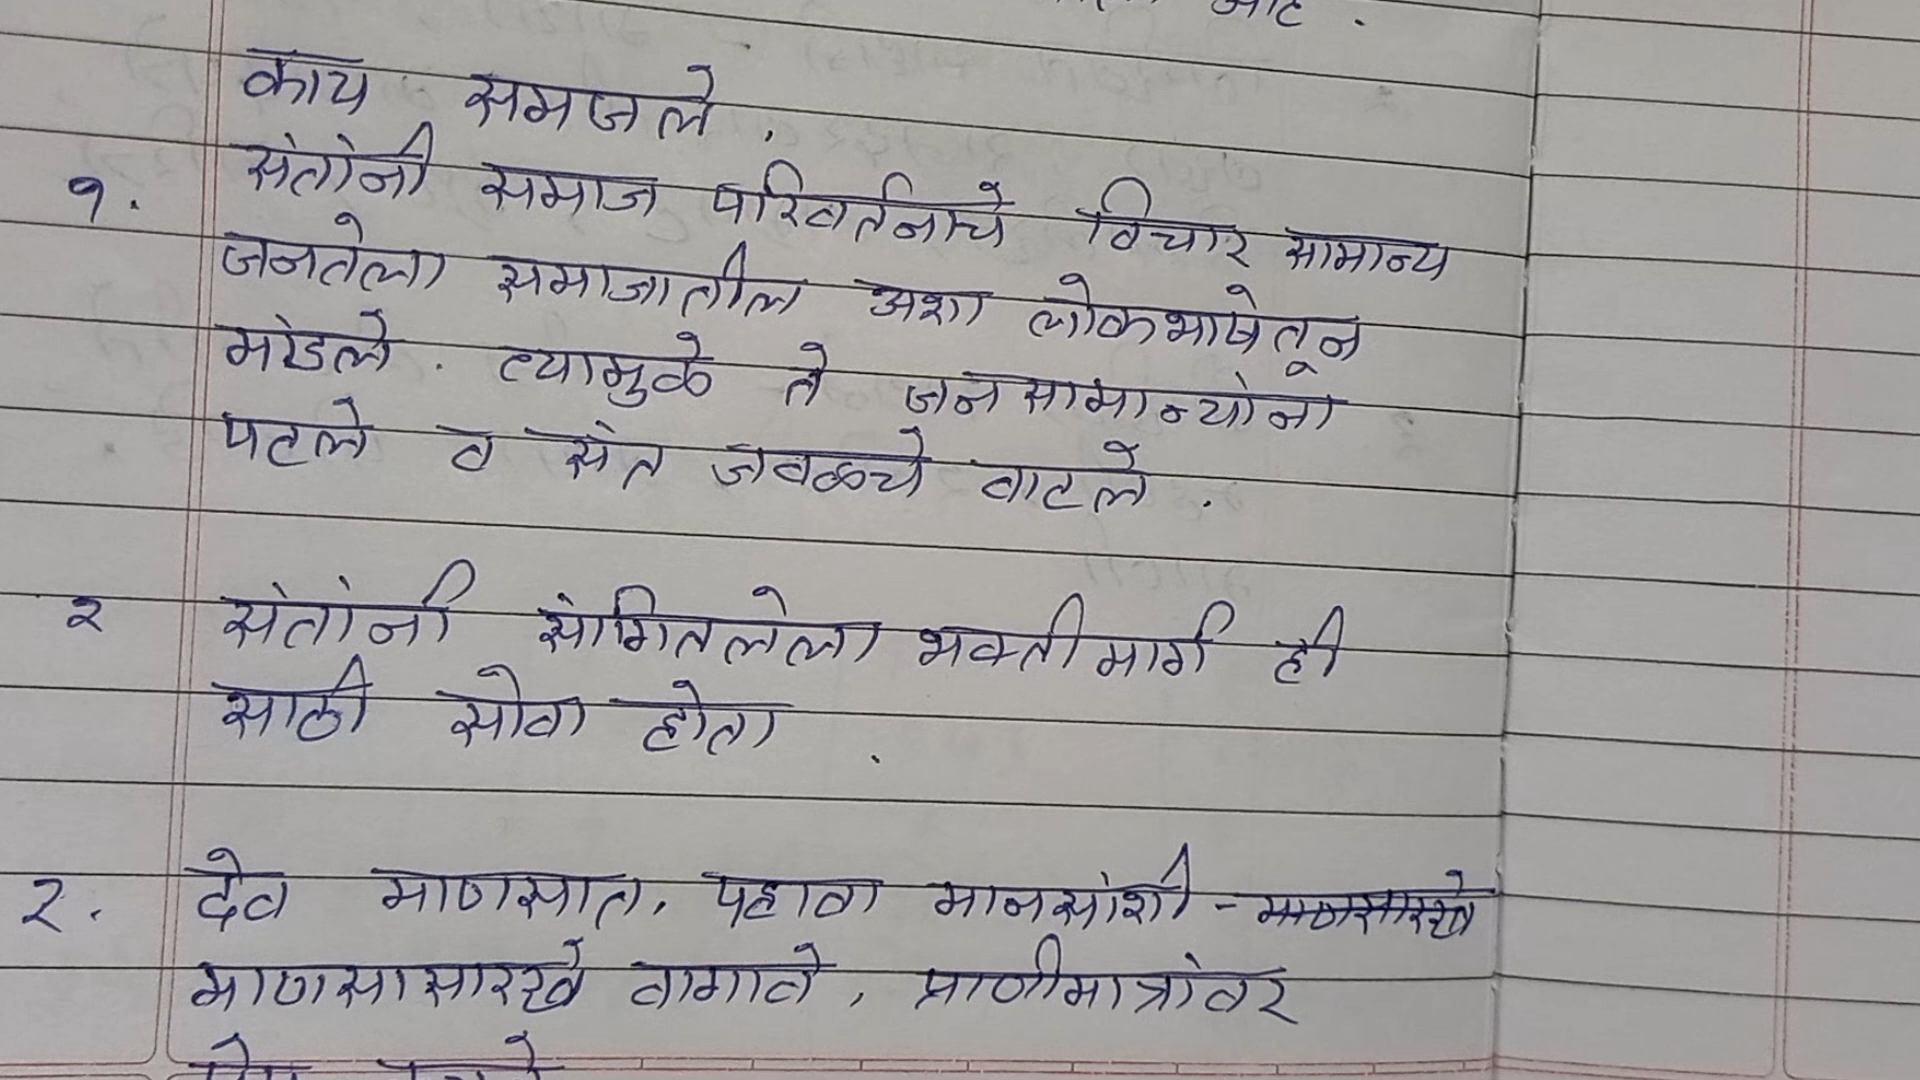 काय समजले.
१. संतांनी समाज परिवर्तनाचे विचार सामान्य
जनतेला समाजातील अशा लोकभाषेतून
मांडले. त्यामुळे ते जनसामान्यांना
पटले व संत जवळचे वाटले.
२ संतांनी सांगितलेला भक्तीमार्ग ही
साठी सोवा होता.
२. देव माणसात. पहावा मानसांशी -
माणसासारखे वागावे, प्राणीमात्रांवर